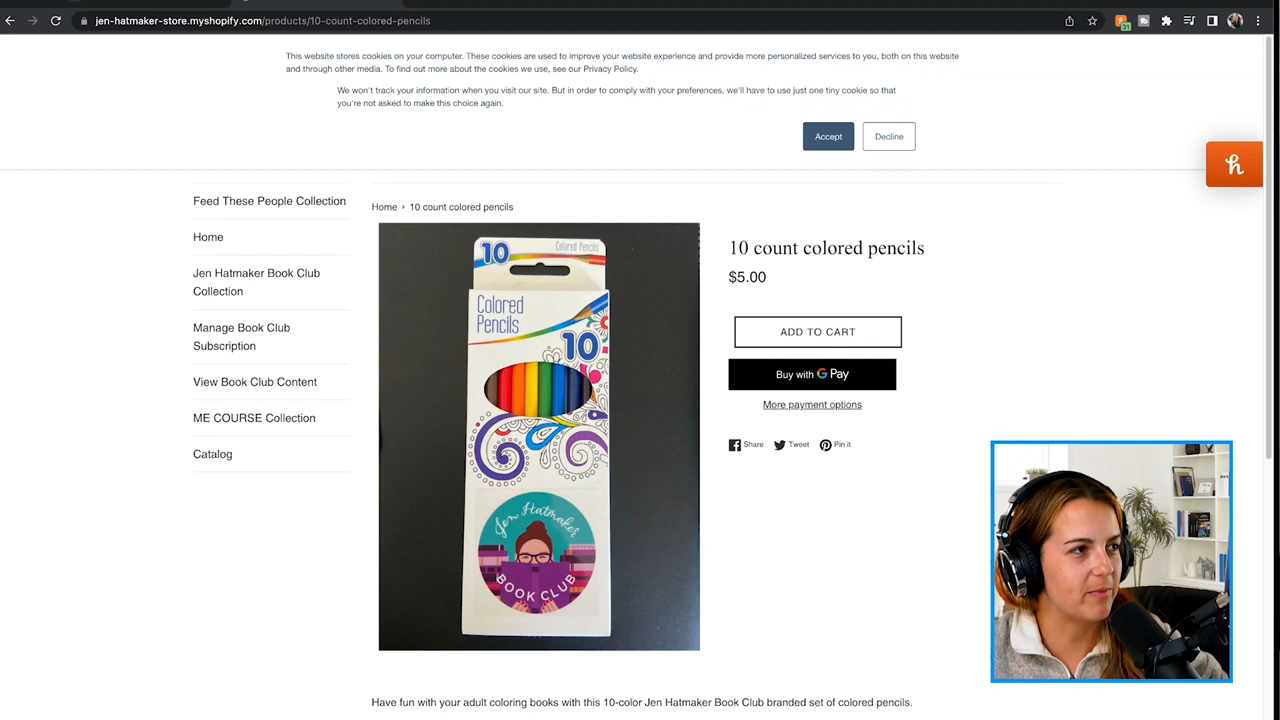 jen-hatmaker-store.myshopify.com/products/10-count-colored-pencils
This website stores cookies on your computer. These cookies are used to improve your website experience and provide more personalized services to you, both on this website
and through other media. To find out more about the cookies we use, see our Privacy Policy.
We won't track your information when you visit our site. But in order to comply with your preferences, we'll have to use just one tiny cookie so that
you're not asked to make this choice again.
Accept
Decline
h
Feed These People Collection
Home
Jen Hatmaker Book Club
Collection
Manage Book Club
Subscription
View Book Club Content
ME COURSE Collection
Catalog
Home › 10 count colored pencils
10
Colored Pencils
Colored
Pencils
10
Jen Hatmaker
BOOK CLUB
10 count colored pencils
$5.00
ADD TO CART
Buy with G Pay
More payment options
Share
Tweet
Pin it
Have fun with your adult coloring books with this 10-color Jen Hatmaker Book Club branded set of colored pencils.